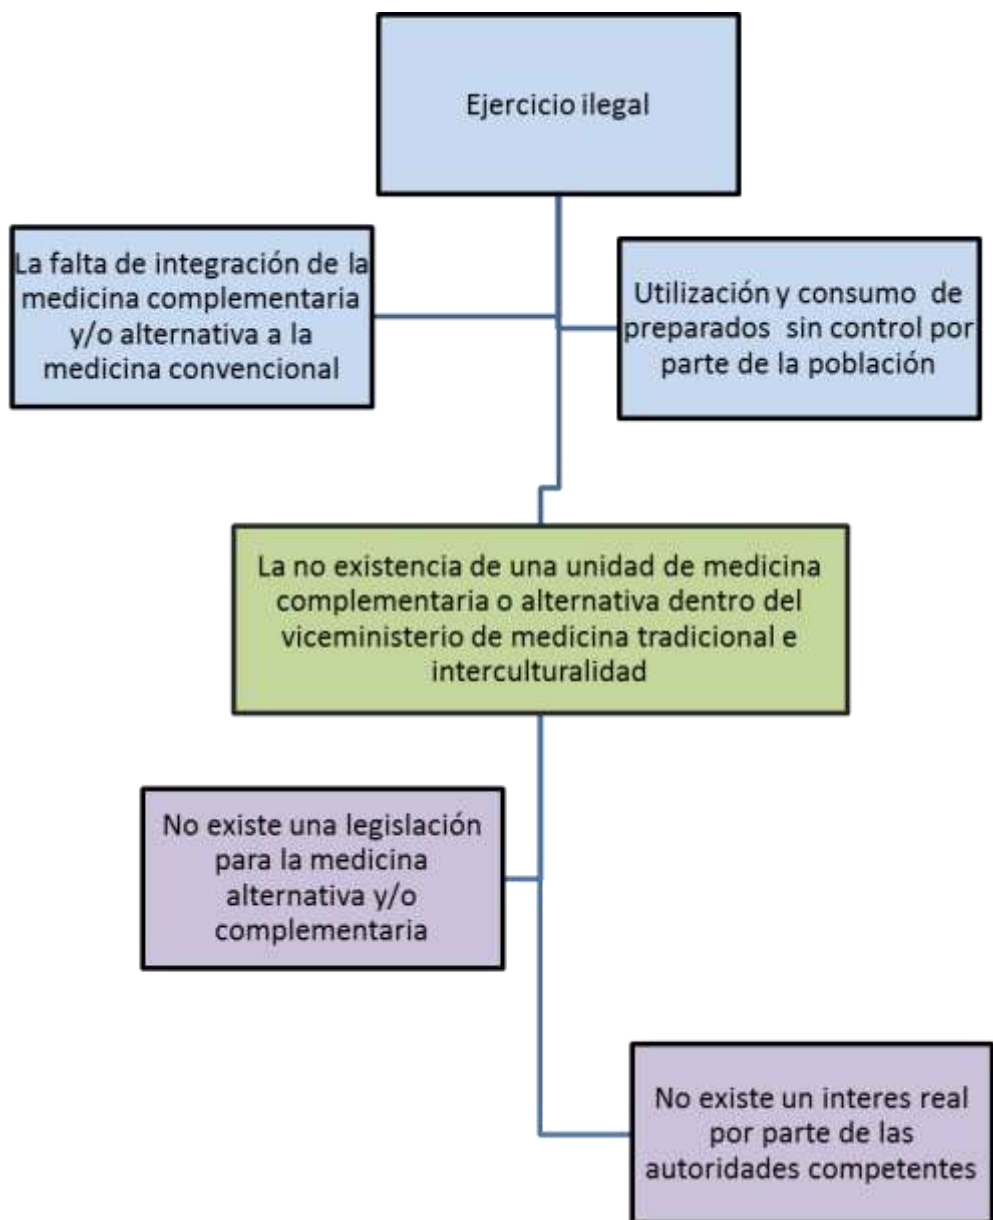 Ejercicio ilegal
La falta de integración de la
medicina complementaria
y/o alternativa a la
medicina convencional
Utilización y consumo de
preparados sin control por
parte de la población
La no existencia de una unidad de medicina
complementaria o alternativa dentro del
viceministerio de medicina tradicional e
interculturalidad
No existe una legislación
para la medicina
alternativa y/o
complementaria
No existe un interes real
por parte de las
autoridades competentes